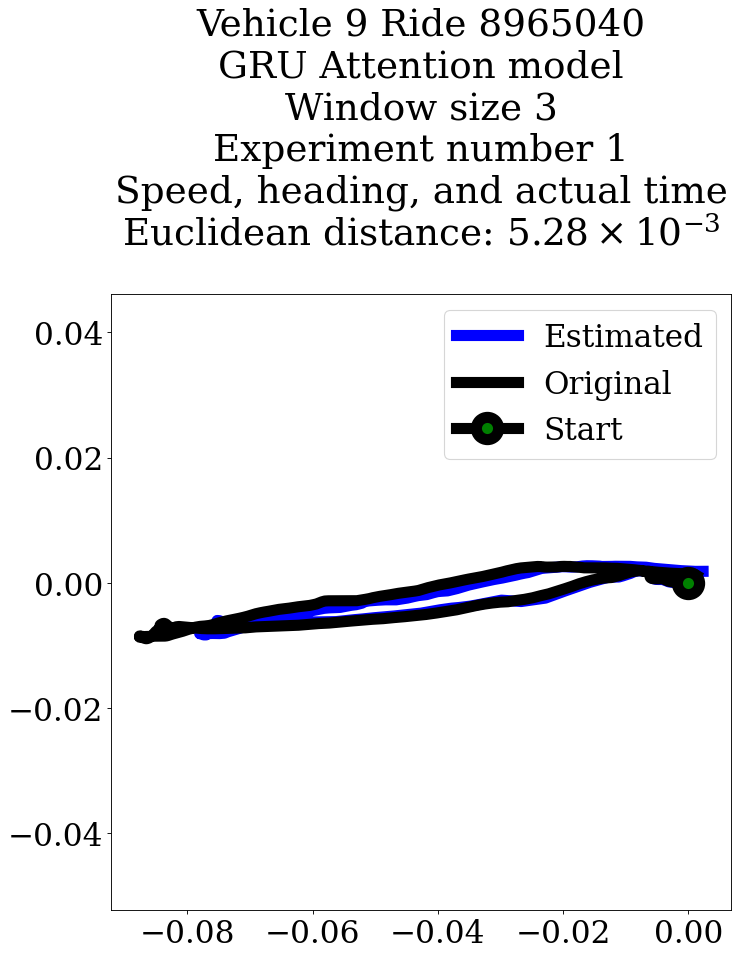 Vehicle 9 Ride 8965040
GRU Attention model
Window size 3
Experiment number 1
Speed, heading, and actual time
Euclidean distance: 5.28 × 10⁻³
Estimated
Original
Start
0.04
0.02
0.00
−0.02
−0.04
−0.08
−0.06
−0.04
−0.02
0.00